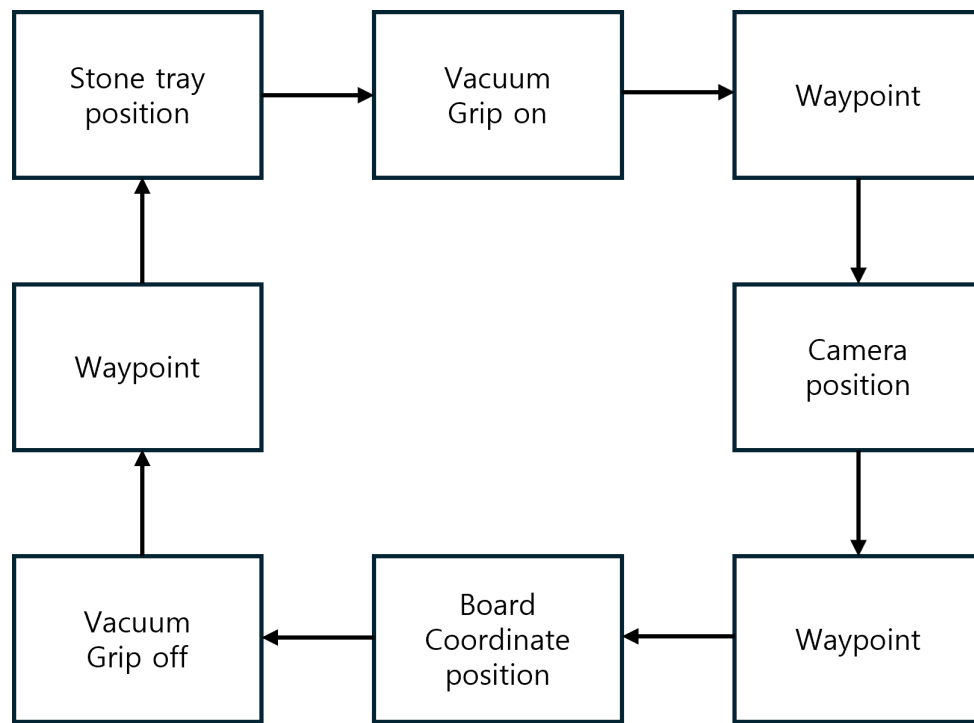 Stone tray
position
Vacuum
Grip on
Waypoint
Waypoint
Camera
position
Vacuum
Grip off
Board
Coordinate
position
Waypoint